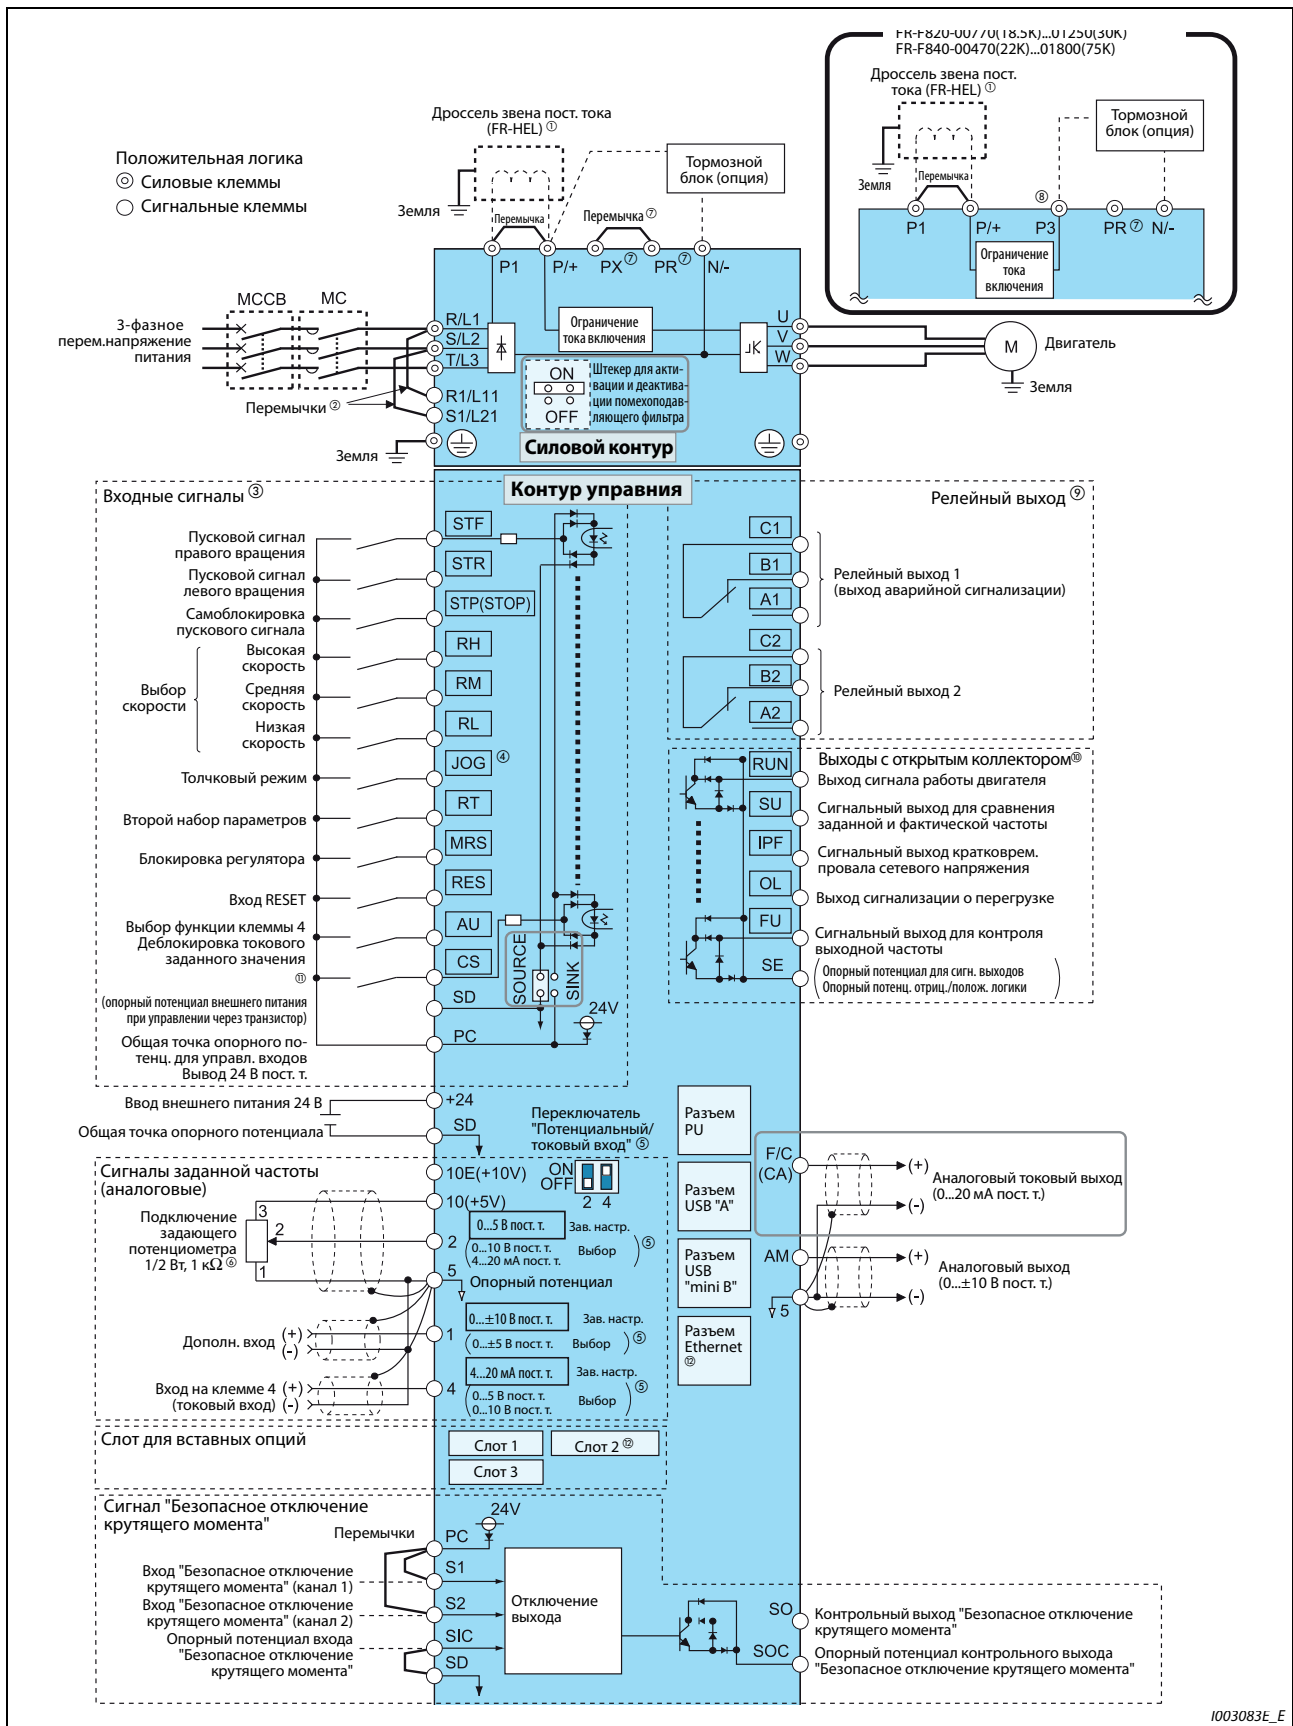 FR-F820-00770(18.5K)...01250(30K)
FR-F840-00470(22K)...01800(75K)
Дроссель звена пост.
тока (FR-HEL) ①
Тормозной
блок (опция)
Земля
Перемычка
⑧
P1
P/+
P3
PR⑦
N/-
Ограничение
тока
включения
Дроссель звена пост. тока
(FR-HEL) ①
Положительная логика
Силовые клеммы
Сигнальные клеммы
Тормозной
блок (опция)
Земля
Перемычка
Перемычка⑦
P1
P/+
PX⑦
PR⑦
N/-
MCCB
MC
3-фазное
перем.напряжение
питания
R/L1
S/L2
T/L3
R1/L11
S1/L21
Перемычки ②
Земля
Ограничение
тока включения
ON
OFF
Штекер для акти-
вации и деактива-
ции помехоподав-
ляющего фильтра
U
V
W
M
Двигатель
Земля
Силовой контур
Контур управния
Входные сигналы ③
Пусковой сигнал
правого вращения
STF
Пусковой сигнал
левого вращения
STR
Самоблокировка
пускового сигнала
STP(STOP)
Выбор
скорости
Высокая
скорость
RH
Средняя
скорость
RM
Низкая
скорость
RL
Толчковый режим
JOG ④
Второй набор параметров
RT
Блокировка регулятора
MRS
Вход RESET
RES
Выбор функции клеммы 4
Деблокировка токового
заданного значения
AU
⑪
CS
(опорный потенциал внешнего питания
при управлении через транзистор)
SD
Общая точка опорного по-
тенц. для управл. входов
Вывод 24 В пост. т.
PC
SOURCE
SINK
24V
Релейный выход ⑨
C1
B1
A1
Релейный выход 1
(выход аварийной сигнализации)
C2
B2
A2
Релейный выход 2
Выходы с открытым коллектором⑩
RUN
Выход сигнала работы двигателя
SU
Сигнальный выход для сравнения
заданной и фактической частоты
IPF
Сигнальный выход кратковрем.
провала сетевого напряжения
OL
Выход сигнализации о перегрузке
FU
Сигнальный выход для контроля
выходной частоты
SE
Опорный потенциал для сигн. выходов
Опорный потенц. отриц./полож. логики
Ввод внешнего питания 24 В
+24
Общая точка опорного потенциала
SD
Переключатель
"Потенциальный/
токовый вход" ⑤
Разъем
PU
Разъем
USB "A"
Разъем
USB
"mini B"
Разъем
Ethernet
⑫
F/C
(CA)
(+)
(-)
Аналоговый токовый выход
(0...20 мА пост. т.)
AM
5
(+)
(-)
Аналоговый выход
(0...±10 В пост. т.)
Сигналы заданной частоты
(аналоговые)
10E(+10V)
ON
OFF
2 4
10(+5V)
Подключение
задающего
потенциометра
1/2 Вт, 1 кΩ ⑥
3
2
1
2
0...5 В пост. т.
Зав. настр.
(0...10 В пост. т.
4...20 мА пост. т.
Выбор
) ⑤
5
Опорный потенциал
Дополн. вход
(+)
(-)
1
0...±10 В пост. т.
Зав. настр.
(0...±5 В пост. т.
Выбор
) ⑤
Вход на клемме 4
(токовый вход)
(+)
(-)
4
4...20 мА пост. т.
Зав. настр.
(0...5 В пост. т.
0...10 В пост. т.
Выбор
) ⑤
Слот для вставных опций
Слот 1
Слот 2 ⑫
Слот 3
Сигнал "Безопасное отключение
крутящего момента"
Перемычки
24V
PC
Вход "Безопасное отключение
крутящего момента" (канал 1)
S1
Вход "Безопасное отключение
крутящего момента" (канал 2)
S2
Опорный потенциал входа
"Безопасное отключение
крутящего момента"
SIC
SD
Отключение
выхода
SO
Контрольный выход "Безопасное отключение
крутящего момента"
SOC
Опорный потенциал контрольного выхода
"Безопасное отключение крутящего момента"
I003083E_E